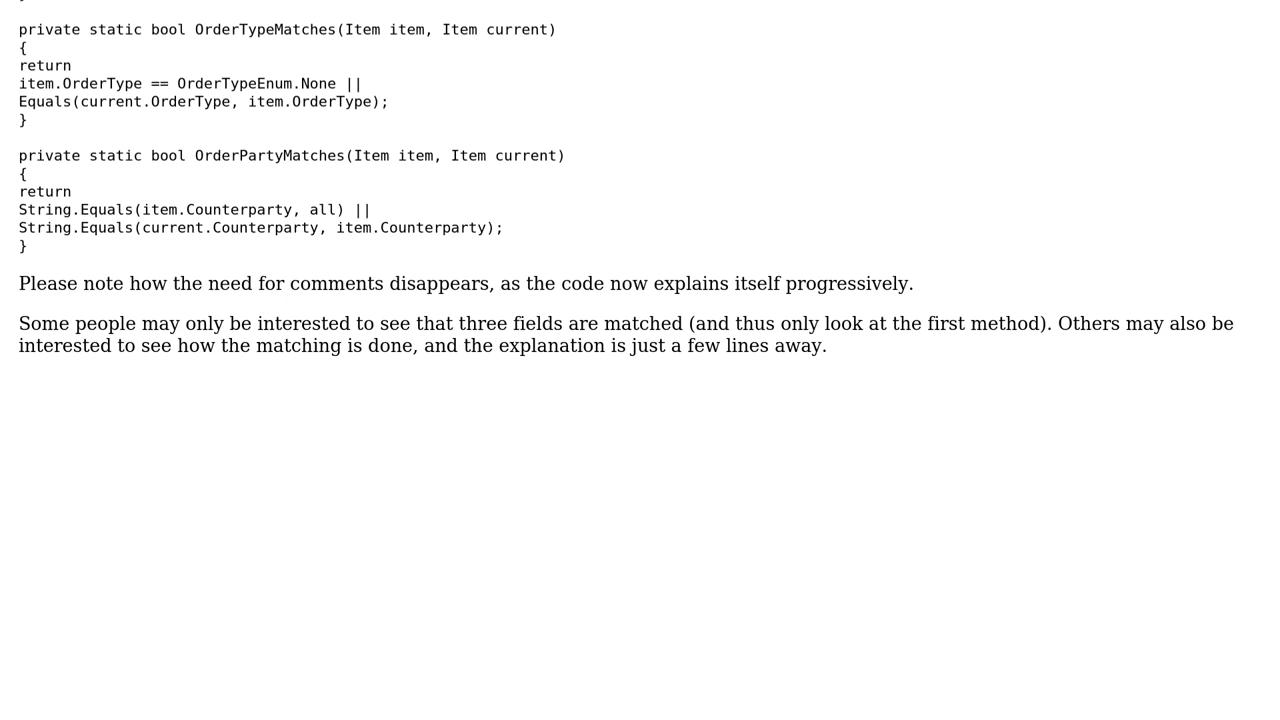 private static bool OrderTypeMatches(Item item, Item current)
{
return
item.OrderType == OrderTypeEnum.None ||
Equals(current.OrderType, item.OrderType);
}
private static bool OrderPartyMatches(Item item, Item current)
{
return
String.Equals(item.Counterparty, all) ||
String.Equals(current.Counterparty, item.Counterparty);
}
Please note how the need for comments disappears, as the code now explains itself progressively.
Some people may only be interested to see that three fields are matched (and thus only look at the first method). Others may also be
interested to see how the matching is done, and the explanation is just a few lines away.